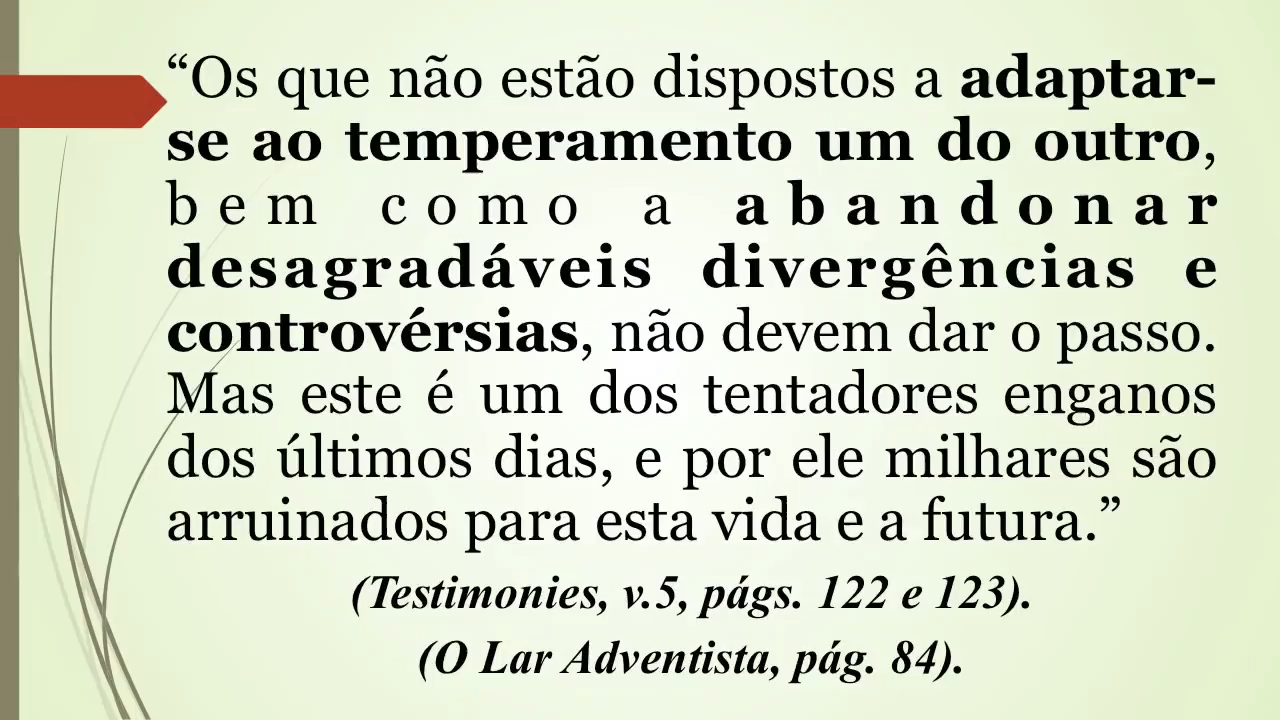 “Os que não estão dispostos a adaptar-
se ao temperamento um do outro,
bem como a abandonar
desagradáveis divergências e
controvérsias, não devem dar o passo.
Mas este é um dos tentadores enganos
dos últimos dias, e por ele milhares são
arruinados para esta vida e a futura.”
(Testimonies, v.5, págs. 122 e 123).
(O Lar Adventista, pág. 84).